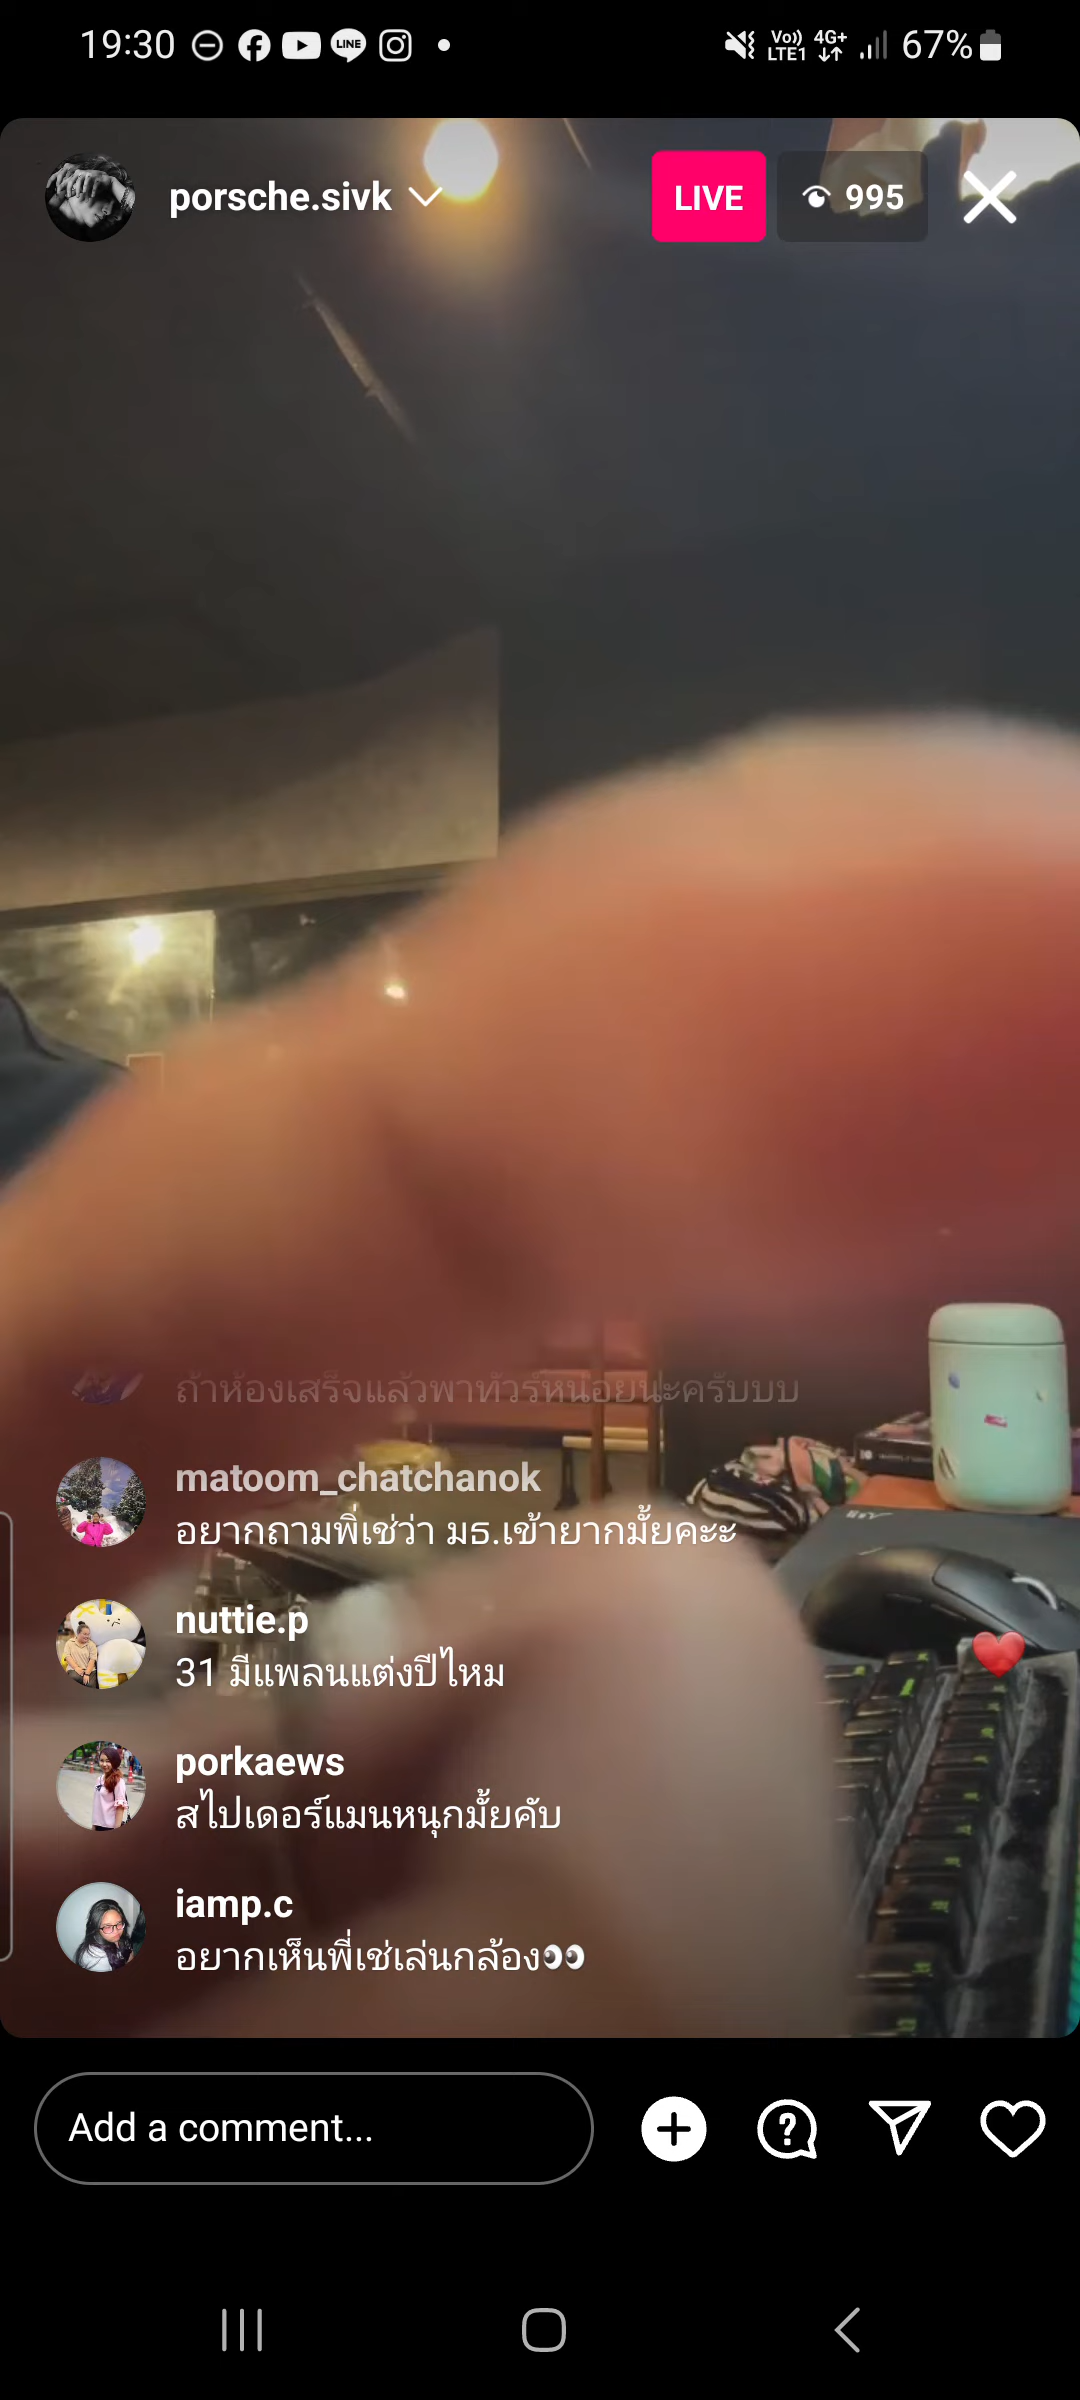 19:30
LINE
Vo)) LTE1
4G+
67%
porsche.sivk
LIVE
995
ถ้าห้องเสร็จแล้วพาทัวร์หน่อยนะครับบบ
matoom_chatchanok
อยากถามพิ่เช่ว่า มธ.เข้ายากมั้ยคะะ
nuttie.p
31 มีแพลนแต่งปีไหม
porkaews
สไปเดอร์แมนหนุกมั้ยคับ
iamp.c
อยากเห็นพี่เช่เล่นกล้อง👀
Add a comment...